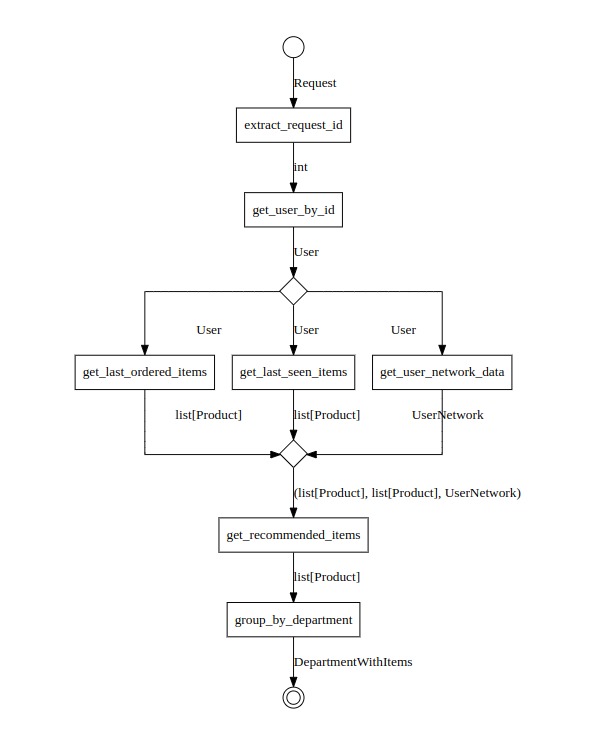 Request
extract_request_id
int
get_user_by_id
User
User
User
User
get_last_ordered_items
get_last_seen_items
get_user_network_data
list[Product]
list[Product]
UserNetwork
(list[Product], list[Product], UserNetwork)
get_recommended_items
list[Product]
group_by_department
DepartmentWithItems